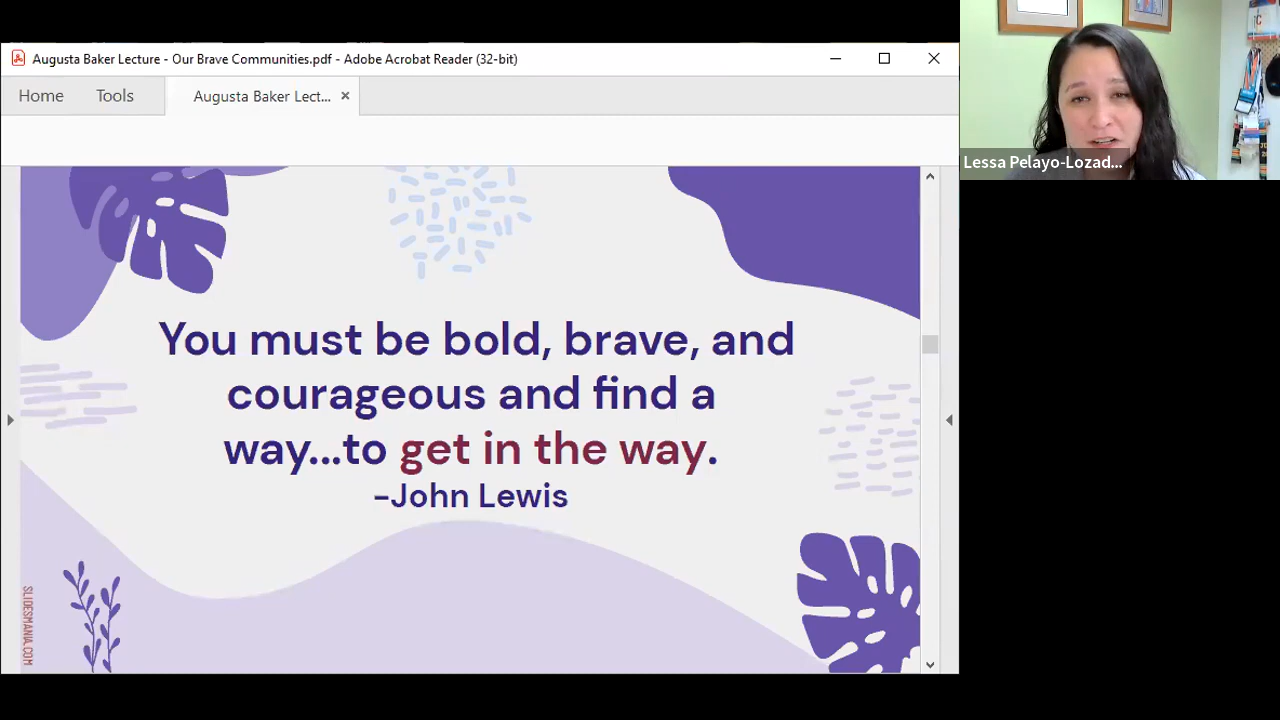 Augusta Baker Lecture - Our Brave Communities.pdf - Adobe Acrobat Reader (32-bit)
Home
Tools
Augusta Baker Lect...
You must be bold, brave, and
courageous and find a
way...to get in the way.
-John Lewis
SLIDESMANIA.COM
Lessa Pelayo-Lozad...